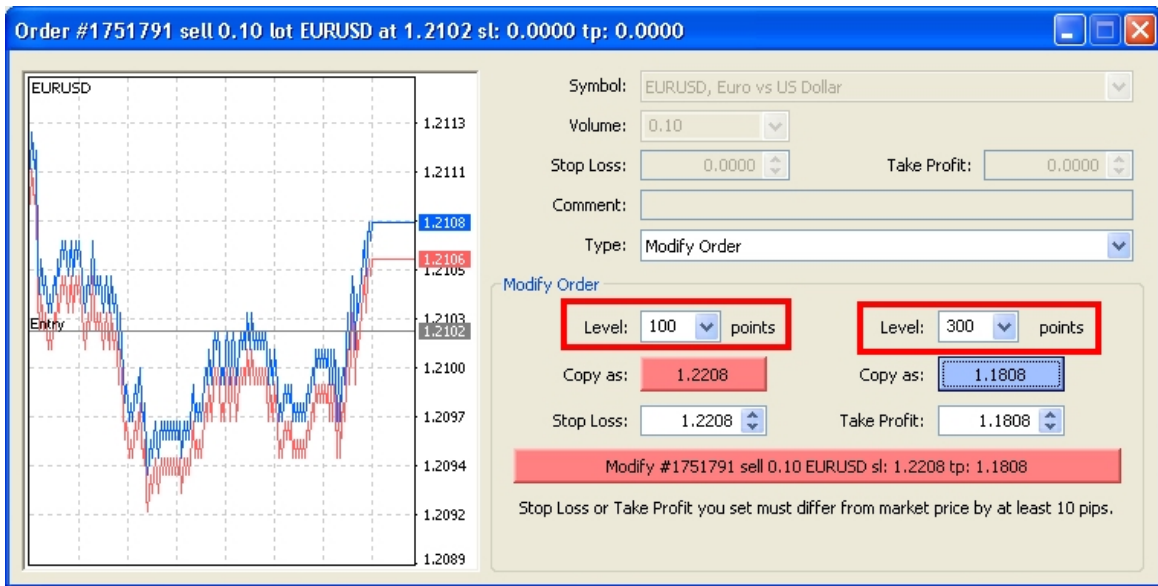 Order #1751791 sell 0.10 lot EURUSD at 1.2102 sl: 0.0000 tp: 0.0000
EURUSD
1.2113
1.2111
1.2108
1.2106
1.2105
1.2103
Entry
1.2102
1.2100
1.2097
1.2094
1.2092
1.2089
Symbol: EURUSD, Euro vs US Dollar
Volume: 0.10
Stop Loss: 0.0000 Take Profit: 0.0000
Comment:
Type: Modify Order
Modify Order
Level: 100 points Level: 300 points
Copy as: 1.2208 Copy as: 1.1808
Stop Loss: 1.2208 Take Profit: 1.1808
Modify #1751791 sell 0.10 EURUSD sl: 1.2208 tp: 1.1808
Stop Loss or Take Profit you set must differ from market price by at least 10 pips.